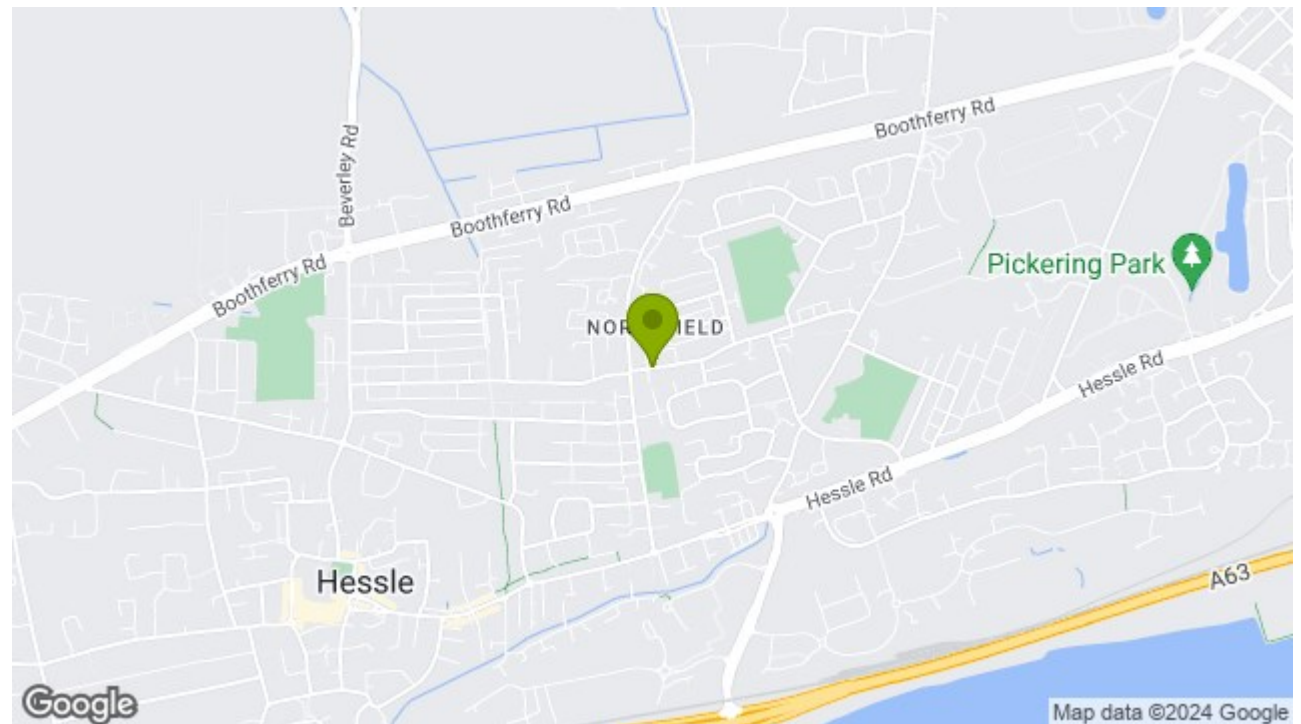 Boothferry Rd
Beverley Rd
Boothferry Rd
Boothferry Rd
Pickering Park
Hessle Rd
Hessle Rd
Hessle
A63
Google
Map data ©2024 Google